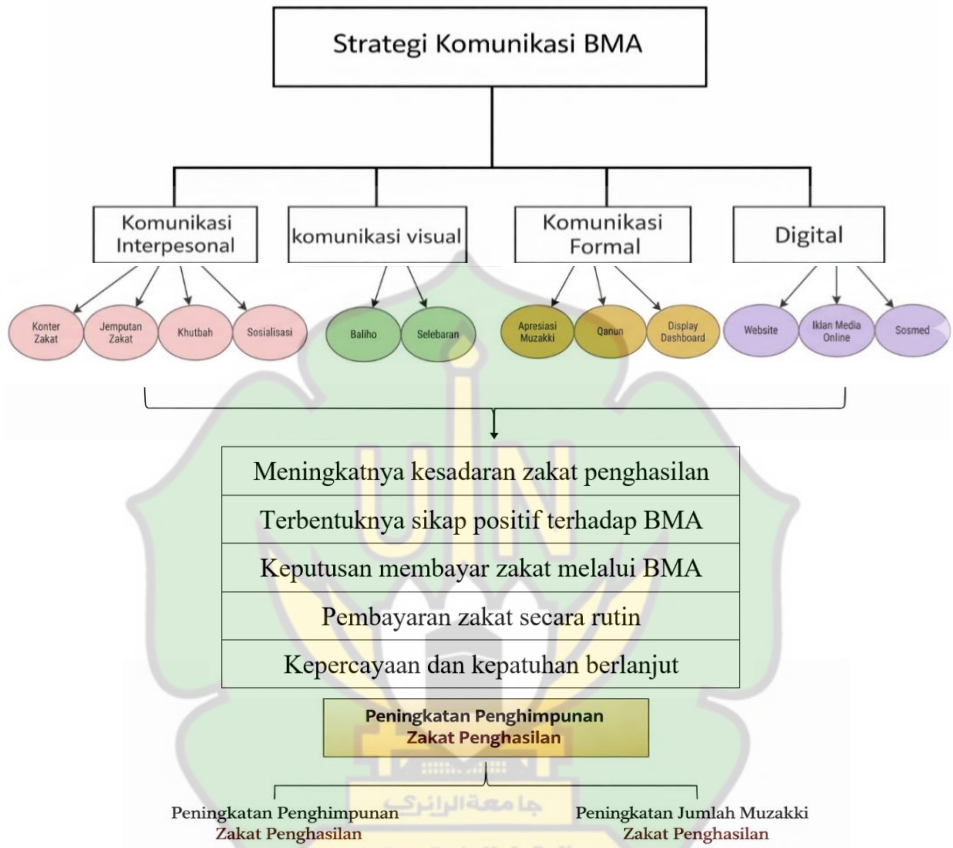 Strategi Komunikasi BMA
Komunikasi
Interpesonal
komunikasi visual
Komunikasi
Formal
Digital
Konter
Zakat
Jemputan
Zakat
Khutbah
Sosialisasi
Baliho
Selebaran
Apresiasi
Muzakki
Qanun
Display
Dashboard
Website
Iklan Media
Online
Sosmed
UIN
Meningkatnya kesadaran zakat penghasilan
Terbentuknya sikap positif terhadap BMA
Keputusan membayar zakat melalui BMA
Pembayaran zakat secara rutin
Kepercayaan dan kepatuhan berlanjut
Peningkatan Penghimpunan
Zakat Penghasilan
جامعة الرانري
Peningkatan Penghimpunan
Zakat Penghasilan
Peningkatan Jumlah Muzakki
Zakat Penghasilan